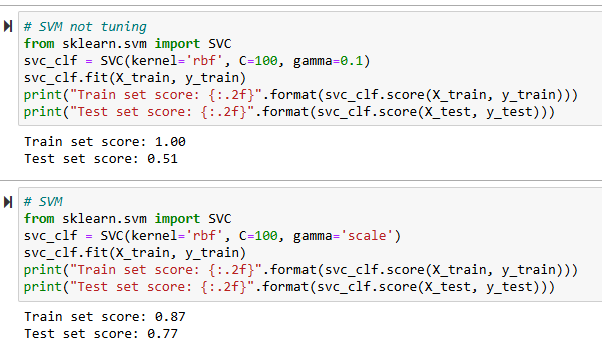 # SVM not tuning
from sklearn.svm import SVC
svc_clf = SVC(kernel='rbf', C=100, gamma=0.1)
svc_clf.fit(X_train, y_train)
print("Train set score: {:.2f}".format(svc_clf.score(X_train, y_train)))
print("Test set score: {:.2f}".format(svc_clf.score(X_test, y_test)))
Train set score: 1.00
Test set score: 0.51
# SVM
from sklearn.svm import SVC
svc_clf = SVC(kernel='rbf', C=100, gamma='scale')
svc_clf.fit(X_train, y_train)
print("Train set score: {:.2f}".format(svc_clf.score(X_train, y_train)))
print("Test set score: {:.2f}".format(svc_clf.score(X_test, y_test)))
Train set score: 0.87
Test set score: 0.77